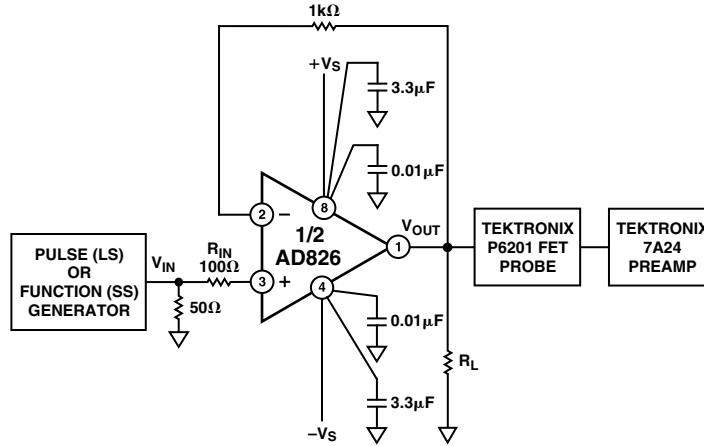 1kΩ
+VS
3.3µF
0.01µF
8
2
−
1/2
AD826
VOUT
1
TEKTRONIX
P6201 FET
PROBE
TEKTRONIX
7A24
PREAMP
PULSE (LS)
OR
FUNCTION (SS)
GENERATOR
VIN
RIN
100Ω
3
+
50Ω
4
0.01µF
3.3µF
RL
−VS